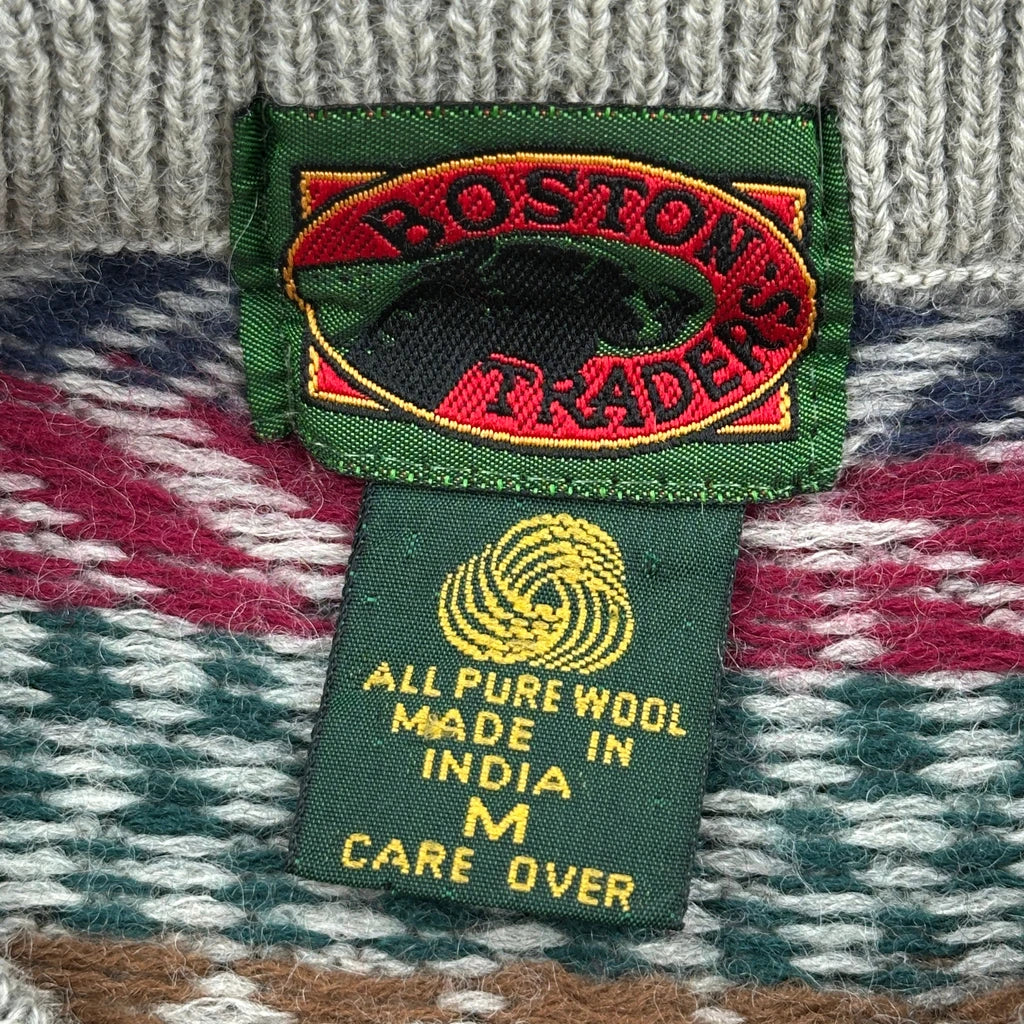 BOSTON
TRADERS
ALL PURE WOOL
MADE IN
INDIA
M
CARE OVER